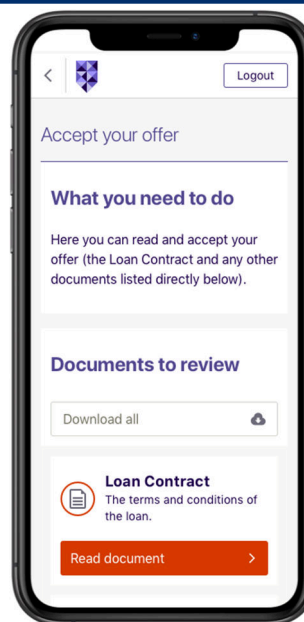 Logout
Accept your offer
What you need to do
Here you can read and accept your
offer (the Loan Contract and any other
documents listed directly below).
Documents to review
Download all
Loan Contract
The terms and conditions of
the loan.
Read document